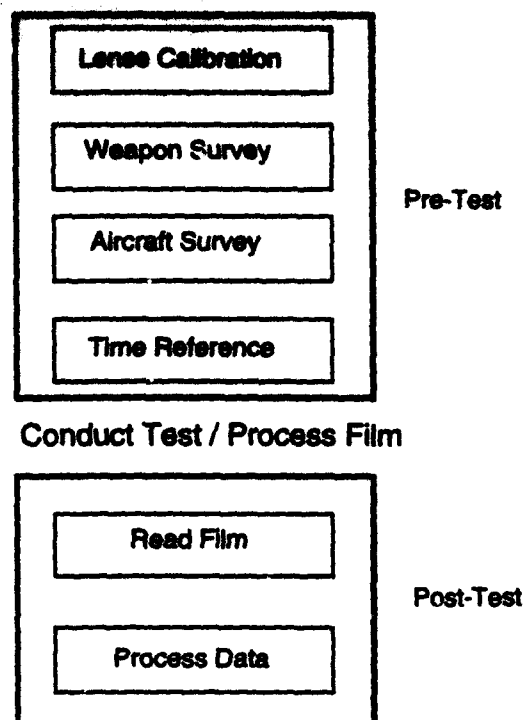 Lense Calibration
Weapon Survey
Pre-Test
Aircraft Survey
Time Reference
Conduct Test / Process Film
Read Film
Post-Test
Process Data